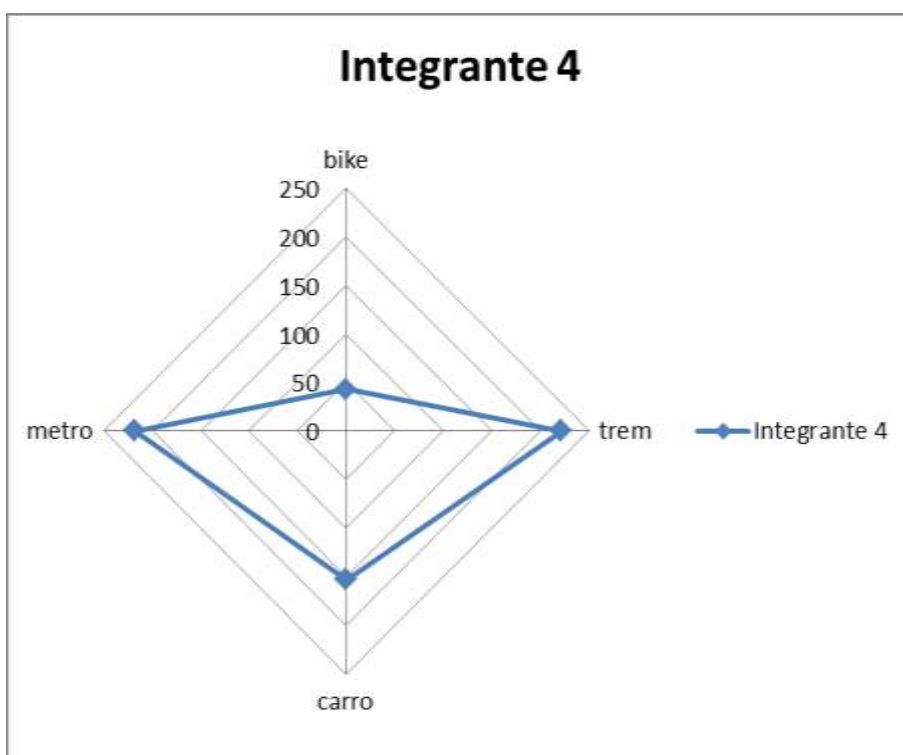 Integrante 4
bike
250
200
150
100
50
0
metro
trem
Integrante 4
carro